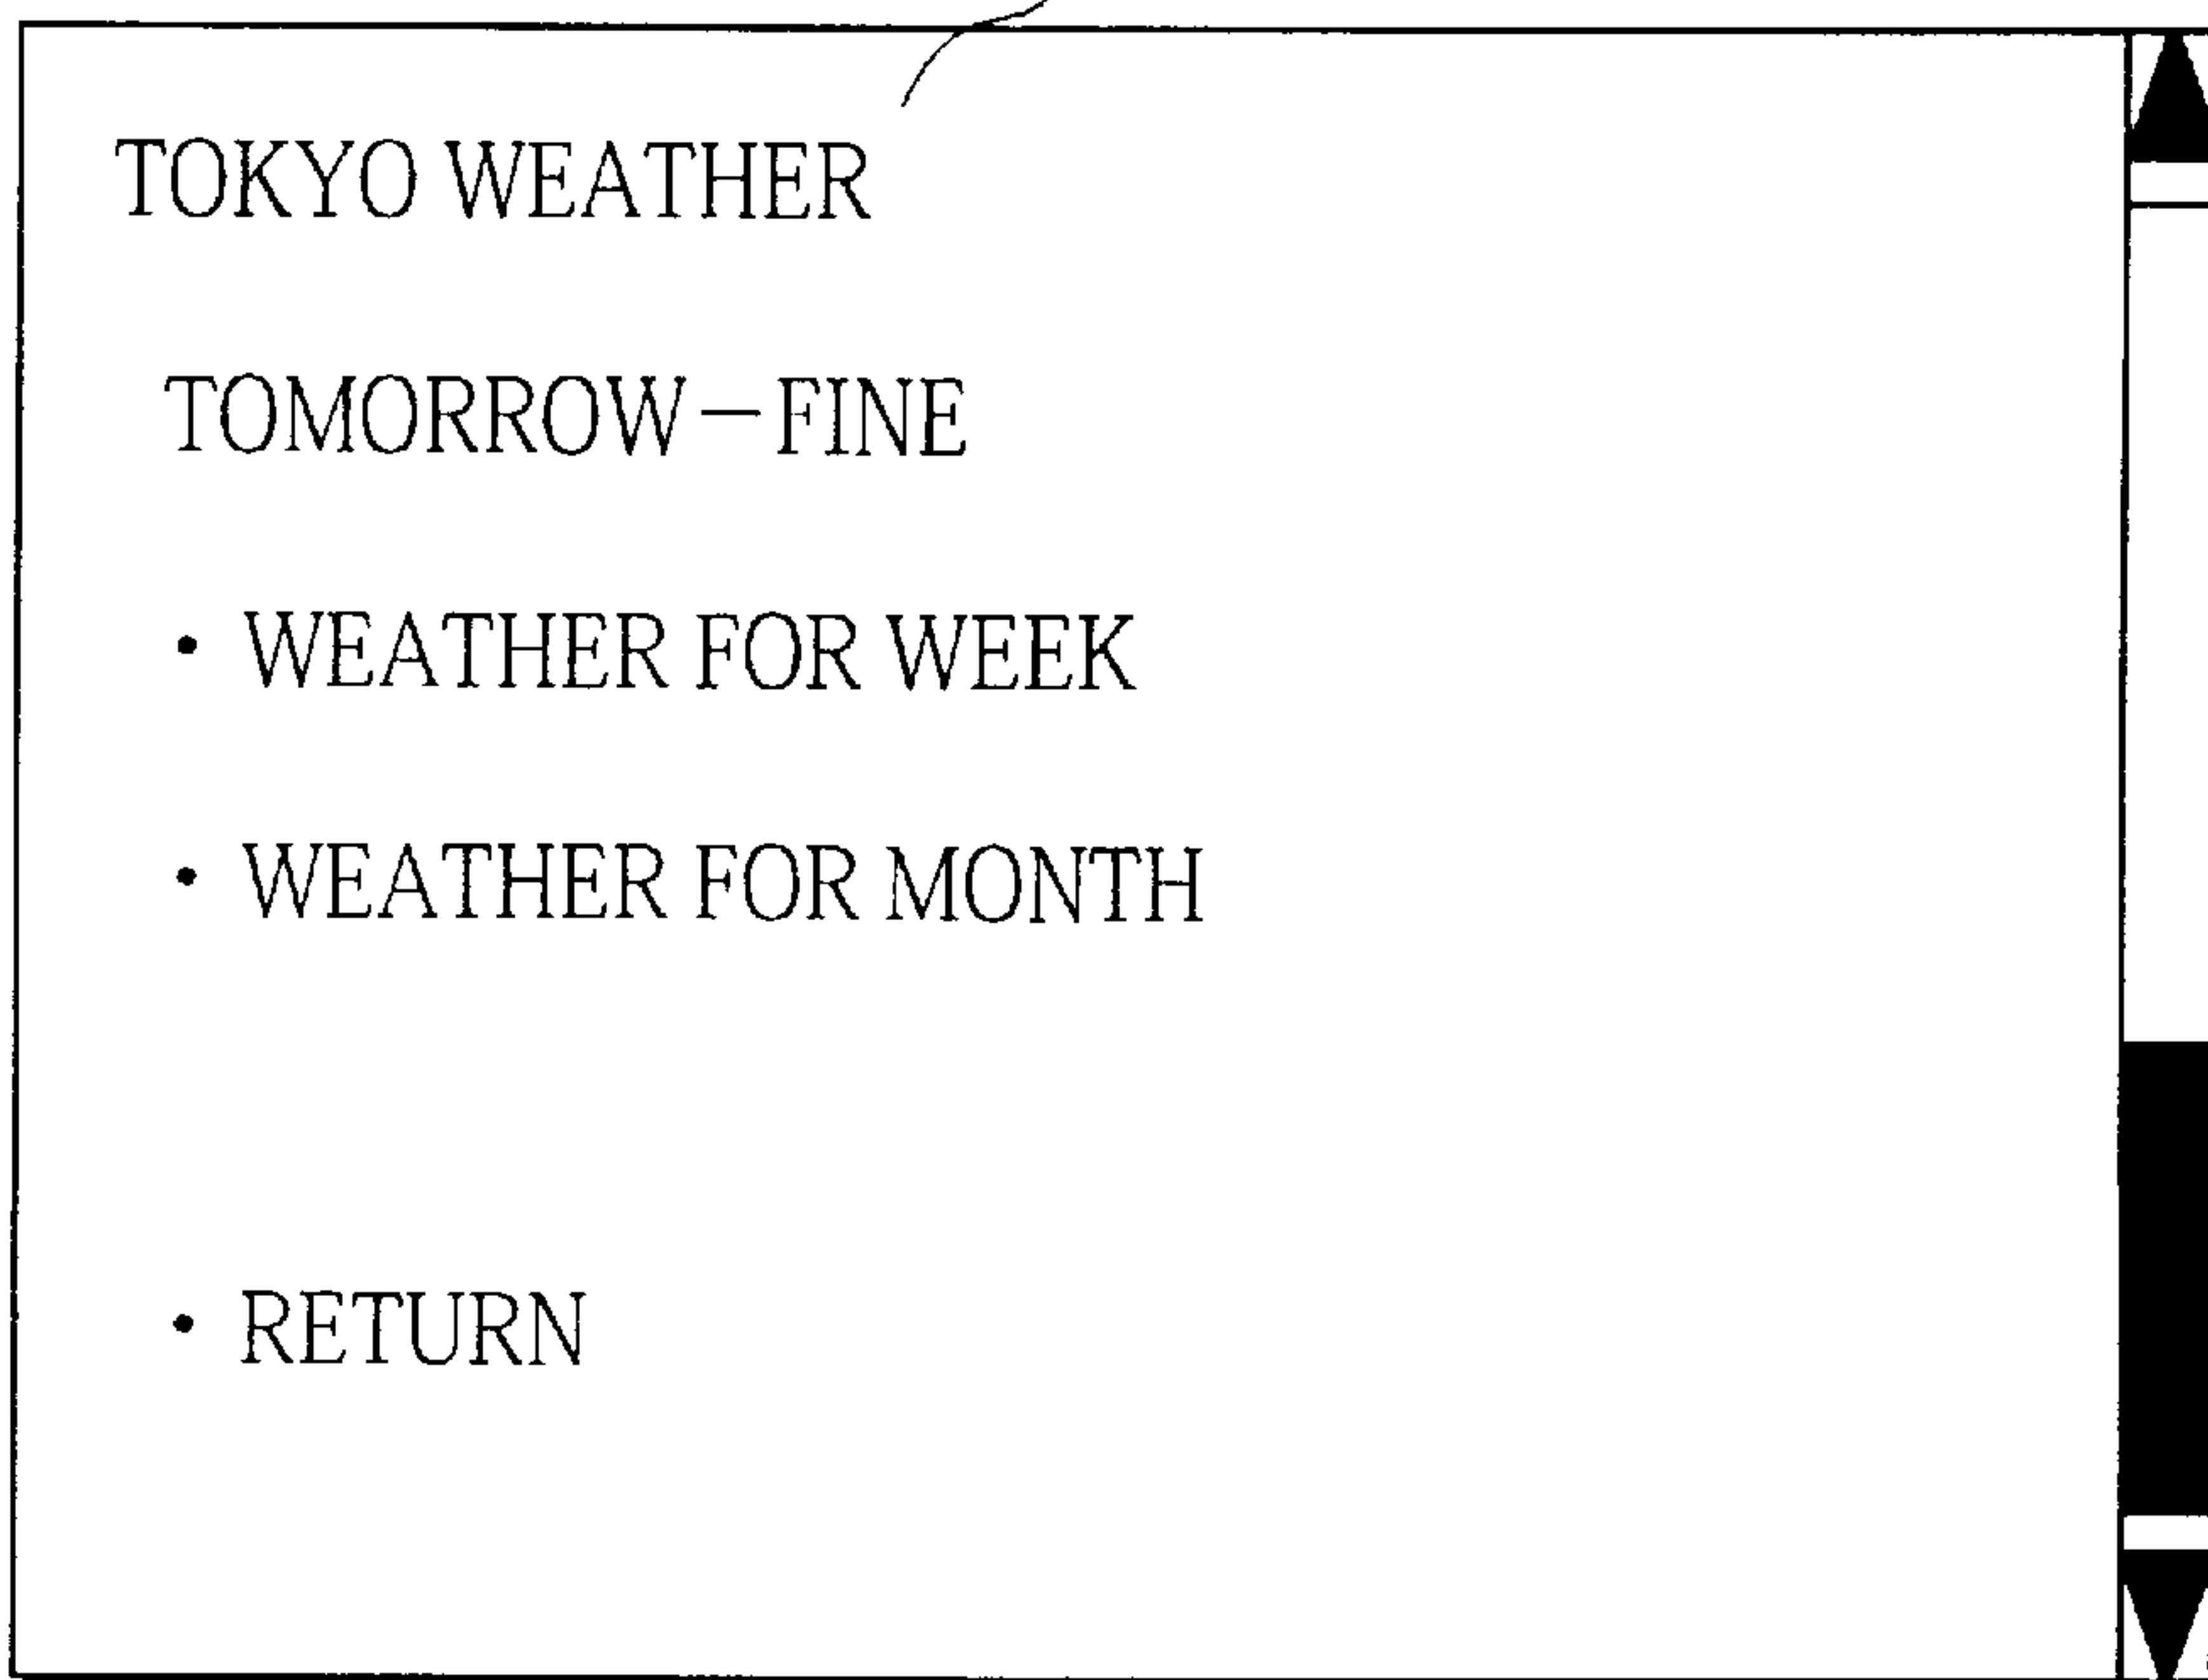 TOKYO WEATHER
TOMORROW—FINE
• WEATHER FOR WEEK
• WEATHER FOR MONTH
• RETURN